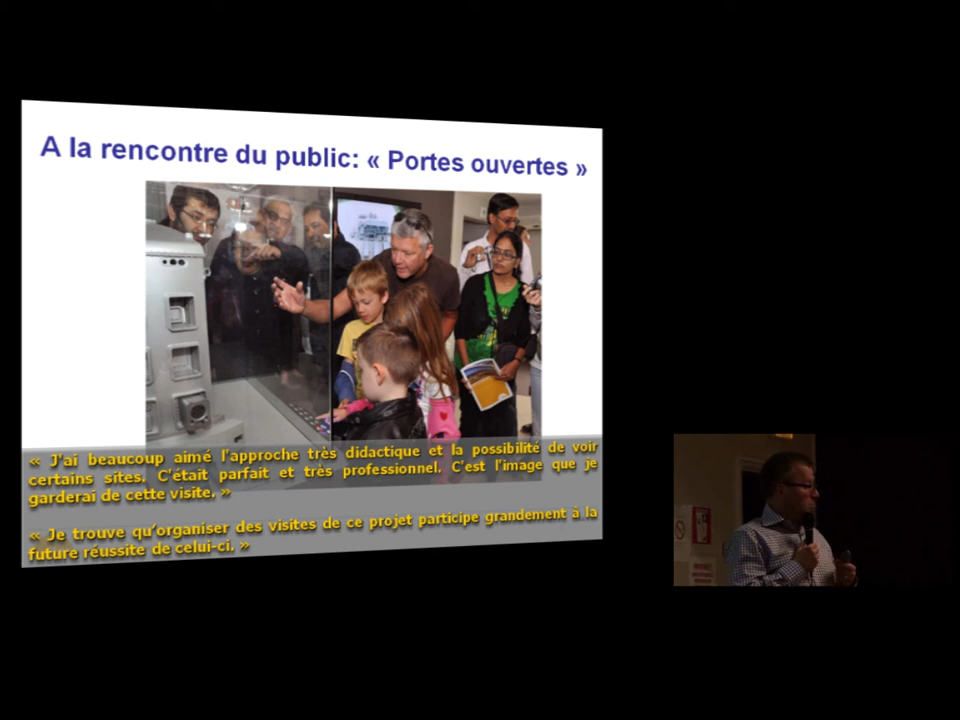 A la rencontre du public: « Portes ouvertes »
« J'ai beaucoup aimé l'approche très didactique et la possibilité de voir
certains sites. C'était parfait et très professionnel. C'est l'image que je
garderai de cette visite. »
« Je trouve qu'organiser des visites de ce projet participe grandement à la
future réussite de celui-ci. »